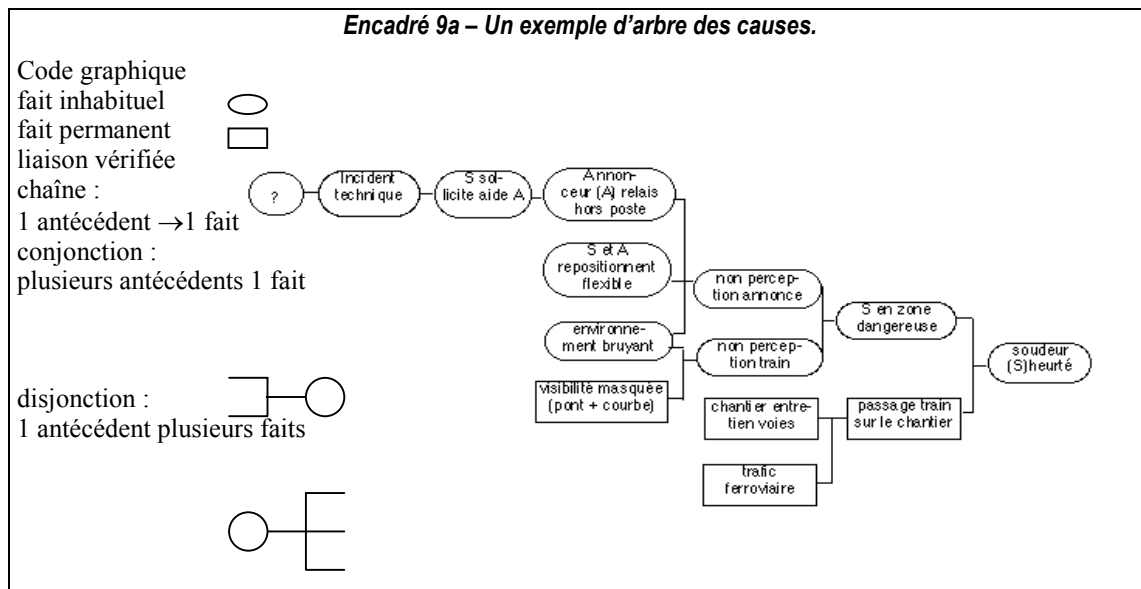 Encadré 9a – Un exemple d'arbre des causes.
Code graphique
fait inhabituel
fait permanent
liaison vérifiée
chaîne :
1 antécédent →1 fait
conjonction :
plusieurs antécédents 1 fait
disjonction :
1 antécédent plusieurs faits
?
Incident
technique
S sol-
licite aide A
Annon-
ceur (A) relais
hors poste
S et A
repositionnent
flexible
environne-
ment bruyant
visibilité masquée
(pont + courbe)
non percep-
tion annonce
non percep-
tion train
chantier entre-
tien voies
trafic
ferroviaire
S en zone
dangereuse
passage train
sur le chantier
soudeur
(S)heurté